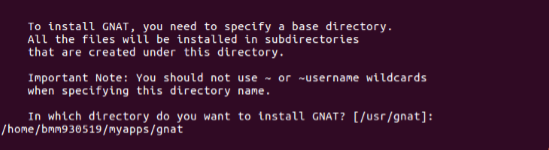 To install GNAT, you need to specify a base directory.
All the files will be installed in subdirectories
that are created under this directory.
Important Note: You should not use ~ or ~username wildcards
when specifying this directory name.
In which directory do you want to install GNAT? [/usr/gnat]:
/home/bmm930519/myapps/gnat